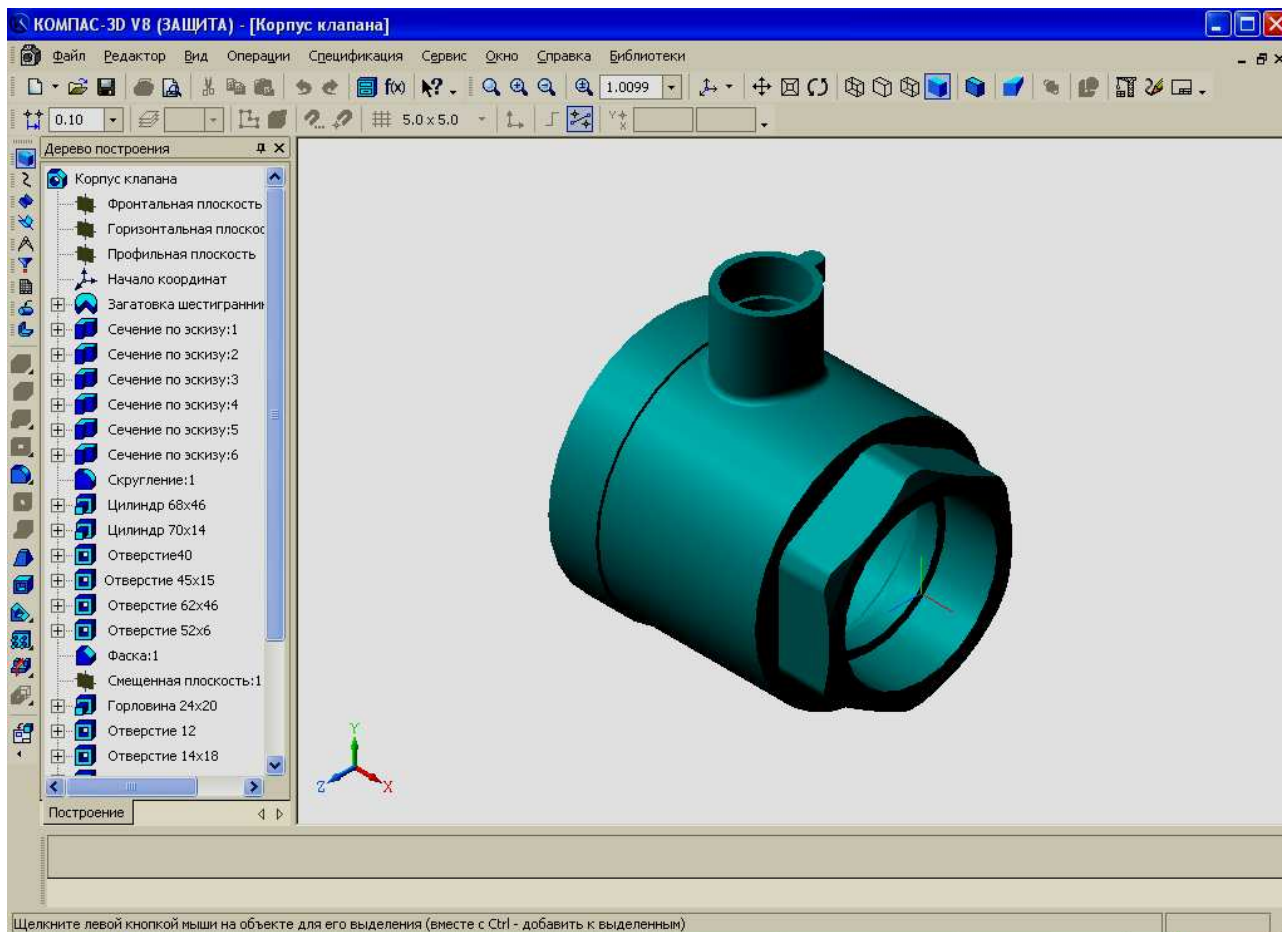 КОМПАС-3D V8 (ЗАЩИТА) - [Корпус клапана]
Файл Редактор Вид Операции Спецификация Сервис Окно Справка Библиотеки
f(x) 1.0099
0.10 5.0 x 5.0
Дерево построения
Корпус клапана
Фронтальная плоскость
Горизонтальная плоскос
Профильная плоскость
Начало координат
Загатовка шестигранник
Сечение по эскизу:1
Сечение по эскизу:2
Сечение по эскизу:3
Сечение по эскизу:4
Сечение по эскизу:5
Сечение по эскизу:6
Скругление:1
Цилиндр 68x46
Цилиндр 70x14
Отверстие40
Отверстие 45x15
Отверстие 62x46
Отверстие 52x6
Фаска:1
Смещенная плоскость:1
Горловина 24x20
Отверстие 12
Отверстие 14x18
Y
Z X
Построение
Щелкните левой кнопкой мыши на объекте для его выделения (вместе с Ctrl - добавить к выделенным)